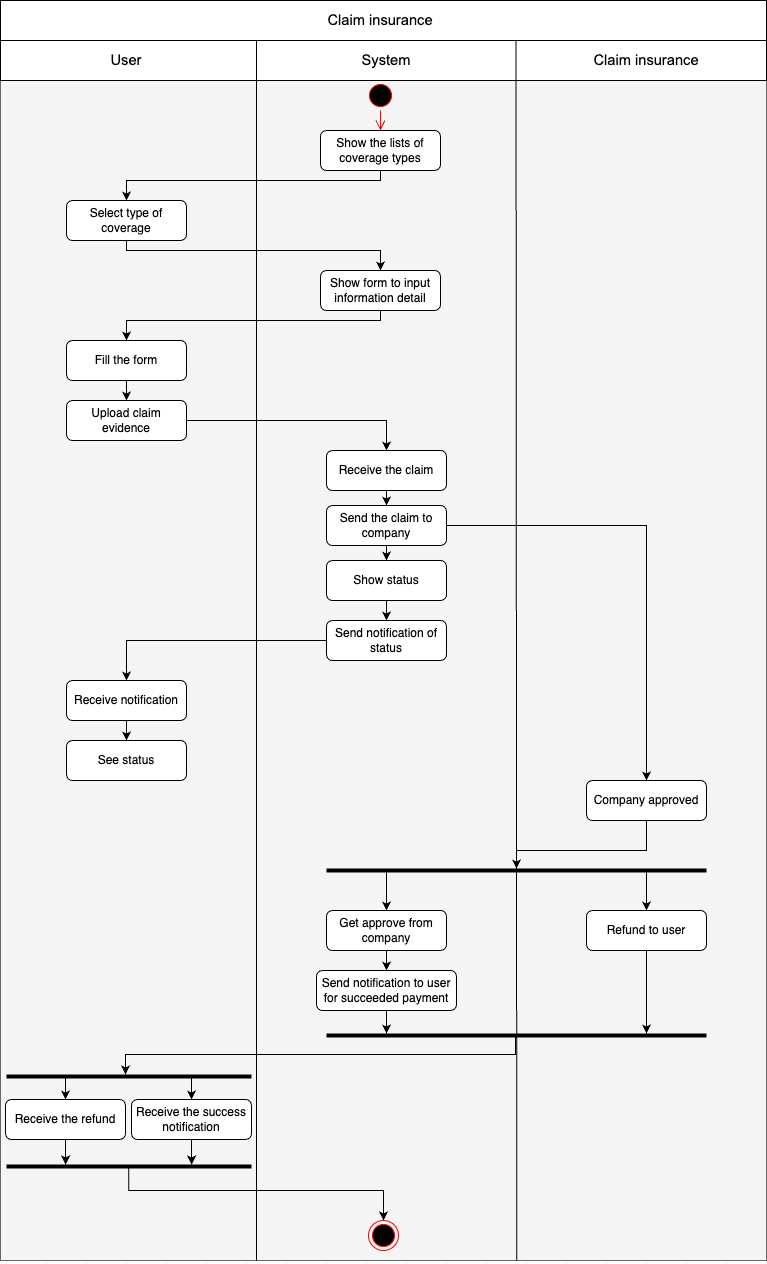 Claim insurance
User
System
Claim insurance
Show the lists of
coverage types
Select type of
coverage
Show form to input
information detail
Fill the form
Upload claim
evidence
Receive the claim
Send the claim to
company
Show status
Send notification of
status
Receive notification
See status
Company approved
Get approve from
company
Refund to user
Send notification to user
for succeeded payment
Receive the refund
Receive the success
notification